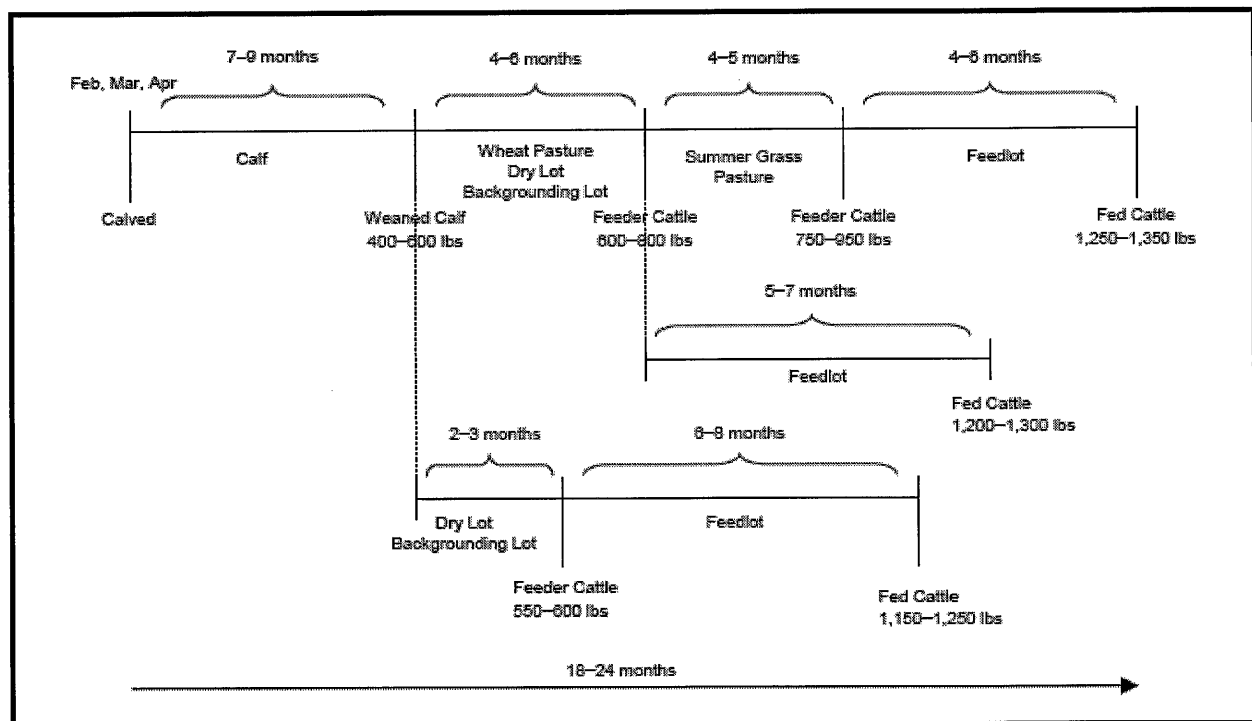 7–9 months
4–6 months
4–5 months
4–6 months
Feb, Mar, Apr
Calf
Wheat Pasture
Dry Lot
Backgrounding Lot
Summer Grass
Pasture
Feedlot
Calved
Weaned Calf
400–600 lbs
Feeder Cattle
600–800 lbs
Feeder Cattle
750–950 lbs
Fed Cattle
1,250–1,350 lbs
5–7 months
Feedlot
Fed Cattle
1,200–1,300 lbs
2–3 months
6–8 months
Dry Lot
Backgrounding Lot
Feedlot
Feeder Cattle
550–600 lbs
Fed Cattle
1,150–1,250 lbs
18–24 months